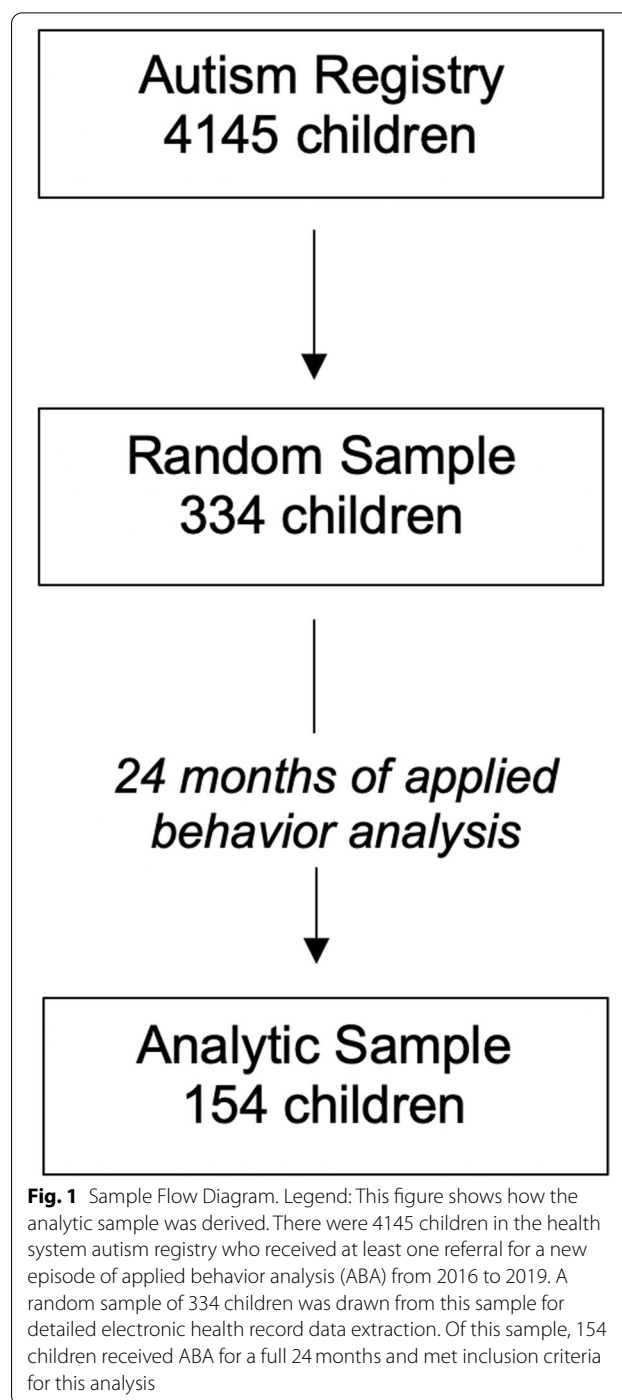 Autism Registry
4145 children
Random Sample
334 children
24 months of applied
behavior analysis
Analytic Sample
154 children
Fig. 1 Sample Flow Diagram. Legend: This figure shows how the
analytic sample was derived. There were 4145 children in the health
system autism registry who received at least one referral for a new
episode of applied behavior analysis (ABA) from 2016 to 2019. A
random sample of 334 children was drawn from this sample for
detailed electronic health record data extraction. Of this sample, 154
children received ABA for a full 24 months and met inclusion criteria
for this analysis